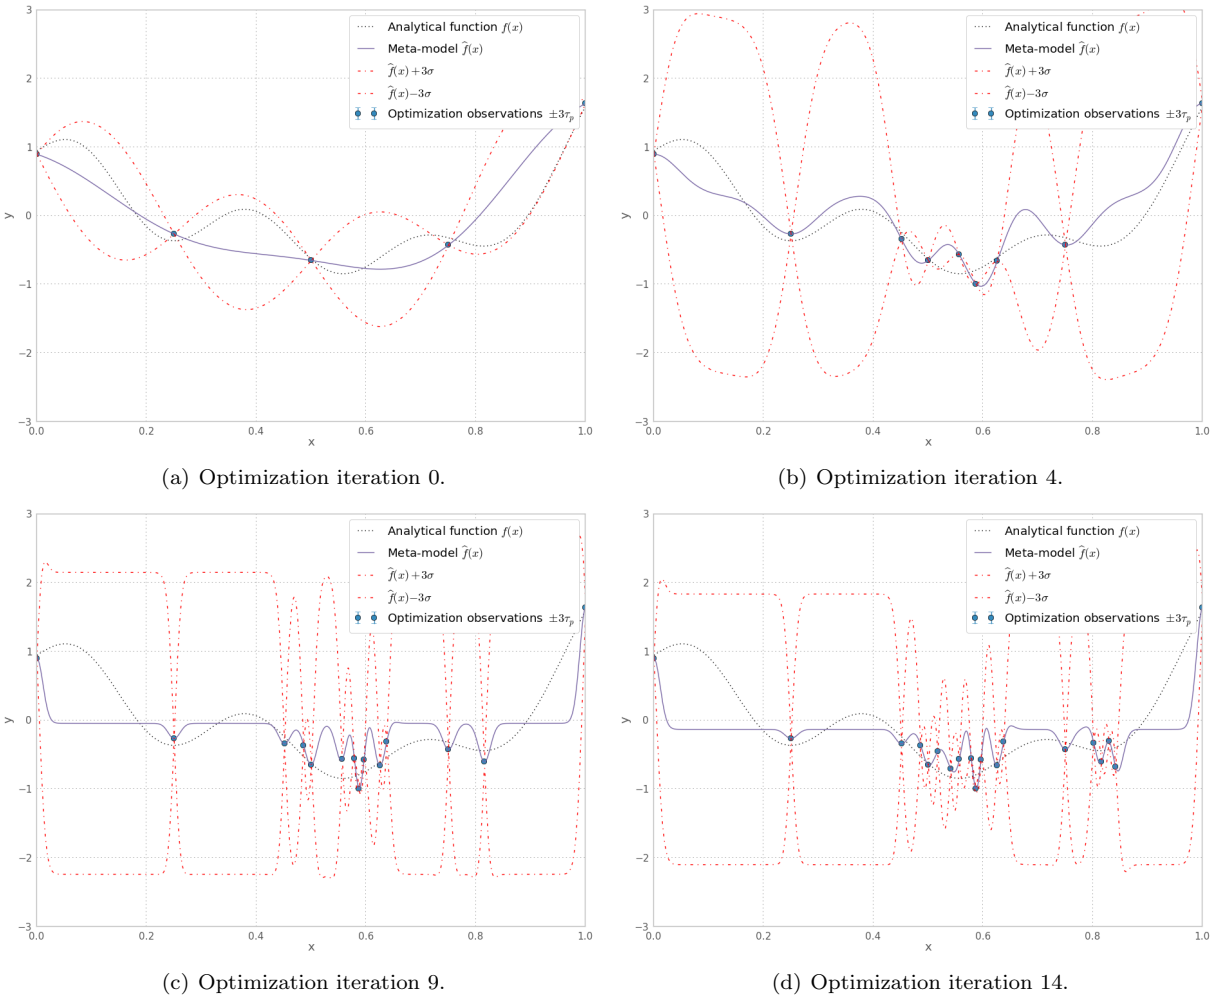 3
2
1
0
−1
−2
−3
y
0.0 0.2 0.4 0.6 0.8 1.0
x
Analytical function f(x)
Meta-model f̂(x)
f̂(x)+3σ
f̂(x)−3σ
Optimization observations ±3τₚ
(a) Optimization iteration 0.
3
2
1
0
−1
−2
−3
y
0.0 0.2 0.4 0.6 0.8 1.0
x
Analytical function f(x)
Meta-model f̂(x)
f̂(x)+3σ
f̂(x)−3σ
Optimization observations ±3τₚ
(b) Optimization iteration 4.
3
2
1
0
−1
−2
−3
y
0.0 0.2 0.4 0.6 0.8 1.0
x
Analytical function f(x)
Meta-model f̂(x)
f̂(x)+3σ
f̂(x)−3σ
Optimization observations ±3τₚ
(c) Optimization iteration 9.
3
2
1
0
−1
−2
−3
y
0.0 0.2 0.4 0.6 0.8 1.0
x
Analytical function f(x)
Meta-model f̂(x)
f̂(x)+3σ
f̂(x)−3σ
Optimization observations ±3τₚ
(d) Optimization iteration 14.